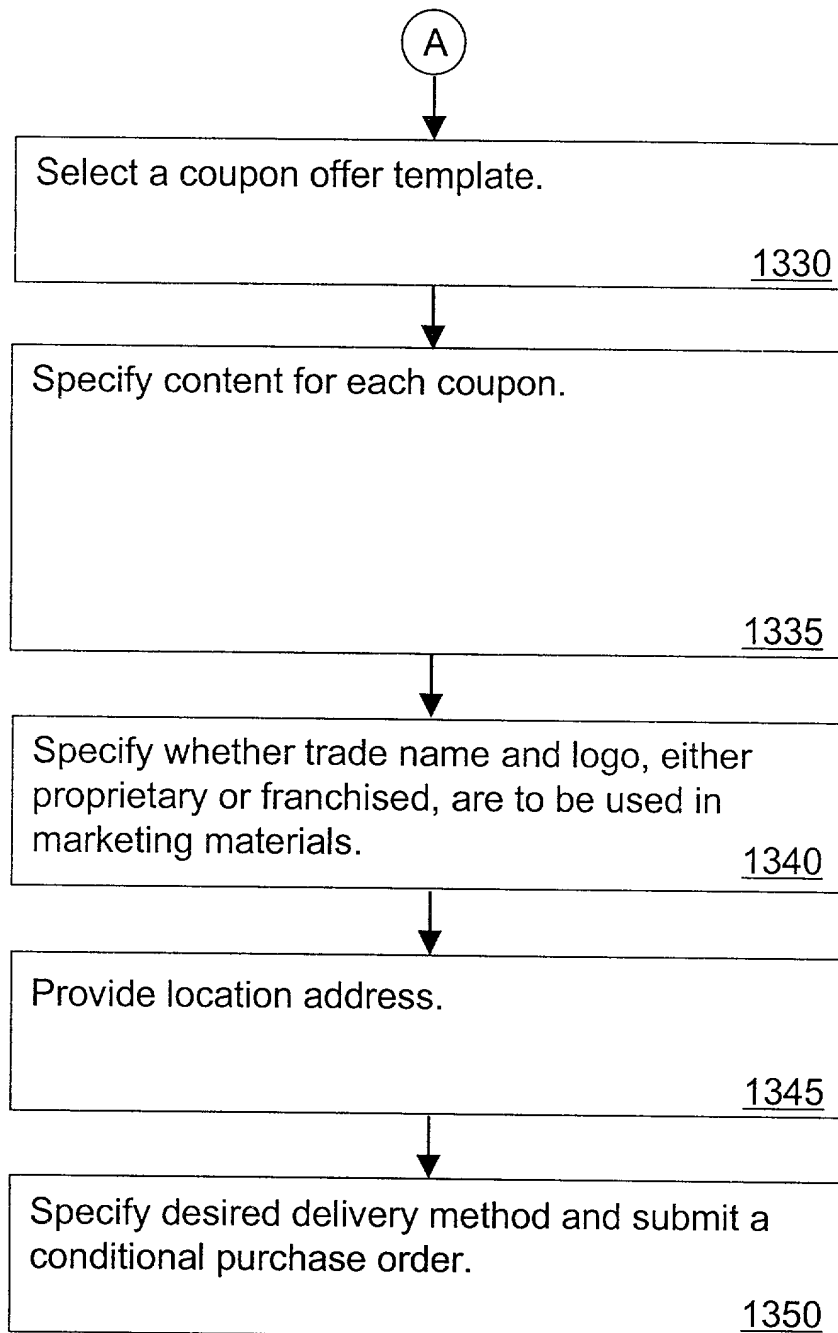 A
Select a coupon offer template.
1330
Specify content for each coupon.
1335
Specify whether trade name and logo, either
proprietary or franchised, are to be used in
marketing materials.
1340
Provide location address.
1345
Specify desired delivery method and submit a
conditional purchase order.
1350